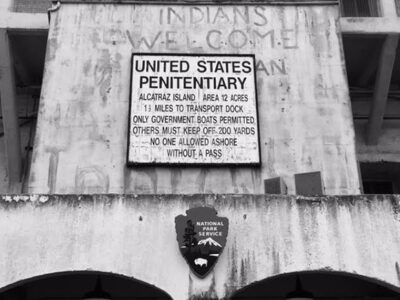 INDIANS
WELCOME
UNITED STATES
PENITENTIARY
ALCATRAZ ISLAND AREA 12 ACRES
1½ MILES TO TRANSPORT DOCK
ONLY GOVERNMENT BOATS PERMITTED
OTHERS MUST KEEP OFF 200 YARDS
NO ONE ALLOWED ASHORE
WITHOUT A PASS
NATIONAL
PARK
SERVICE